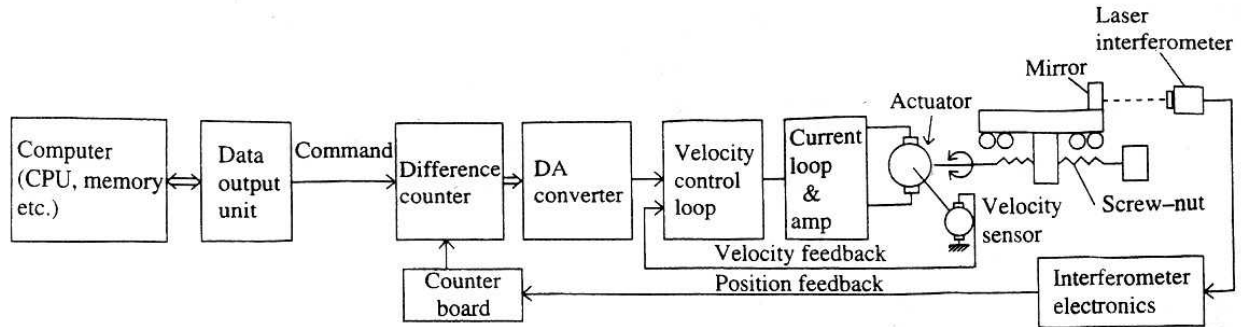 Laser
interferometer
Mirror
Actuator
Computer
(CPU, memory
etc.)
Data
output
unit
Command
Difference
counter
DA
converter
Velocity
control
loop
Current
loop
&
amp
Velocity
sensor
Screw–nut
Velocity feedback
Position feedback
Counter
board
Interferometer
electronics